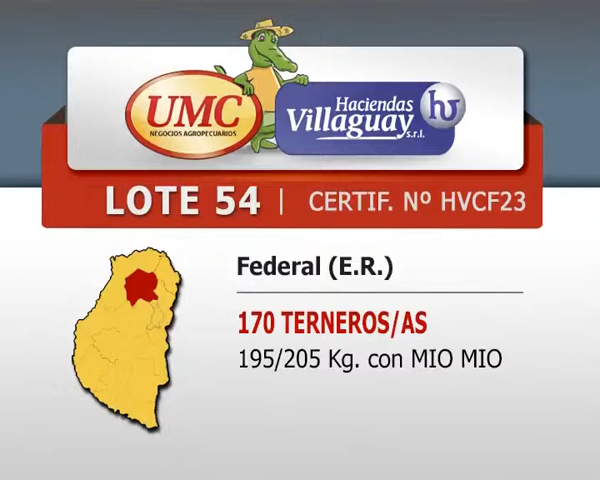 UMC
NEGOCIOS AGROPECUARIOS
Haciendas
Villaguay
s.r.l.
hv
LOTE 54 | CERTIF. Nº HVCF23
Federal (E.R.)
170 TERNEROS/AS
195/205 Kg. con MIO MIO